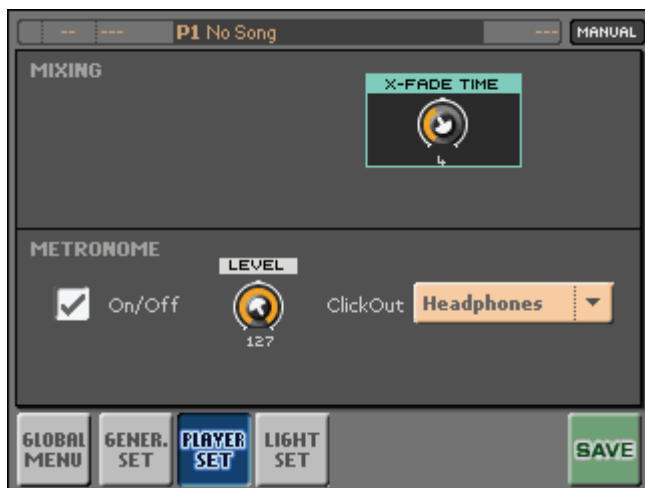 -- --- P1 No Song --- MANUAL
MIXING
X-FADE TIME
4
METRONOME
LEVEL
On/Off
127
ClickOut Headphones
GLOBAL MENU
GENER. SET
PLAYER SET
LIGHT SET
SAVE